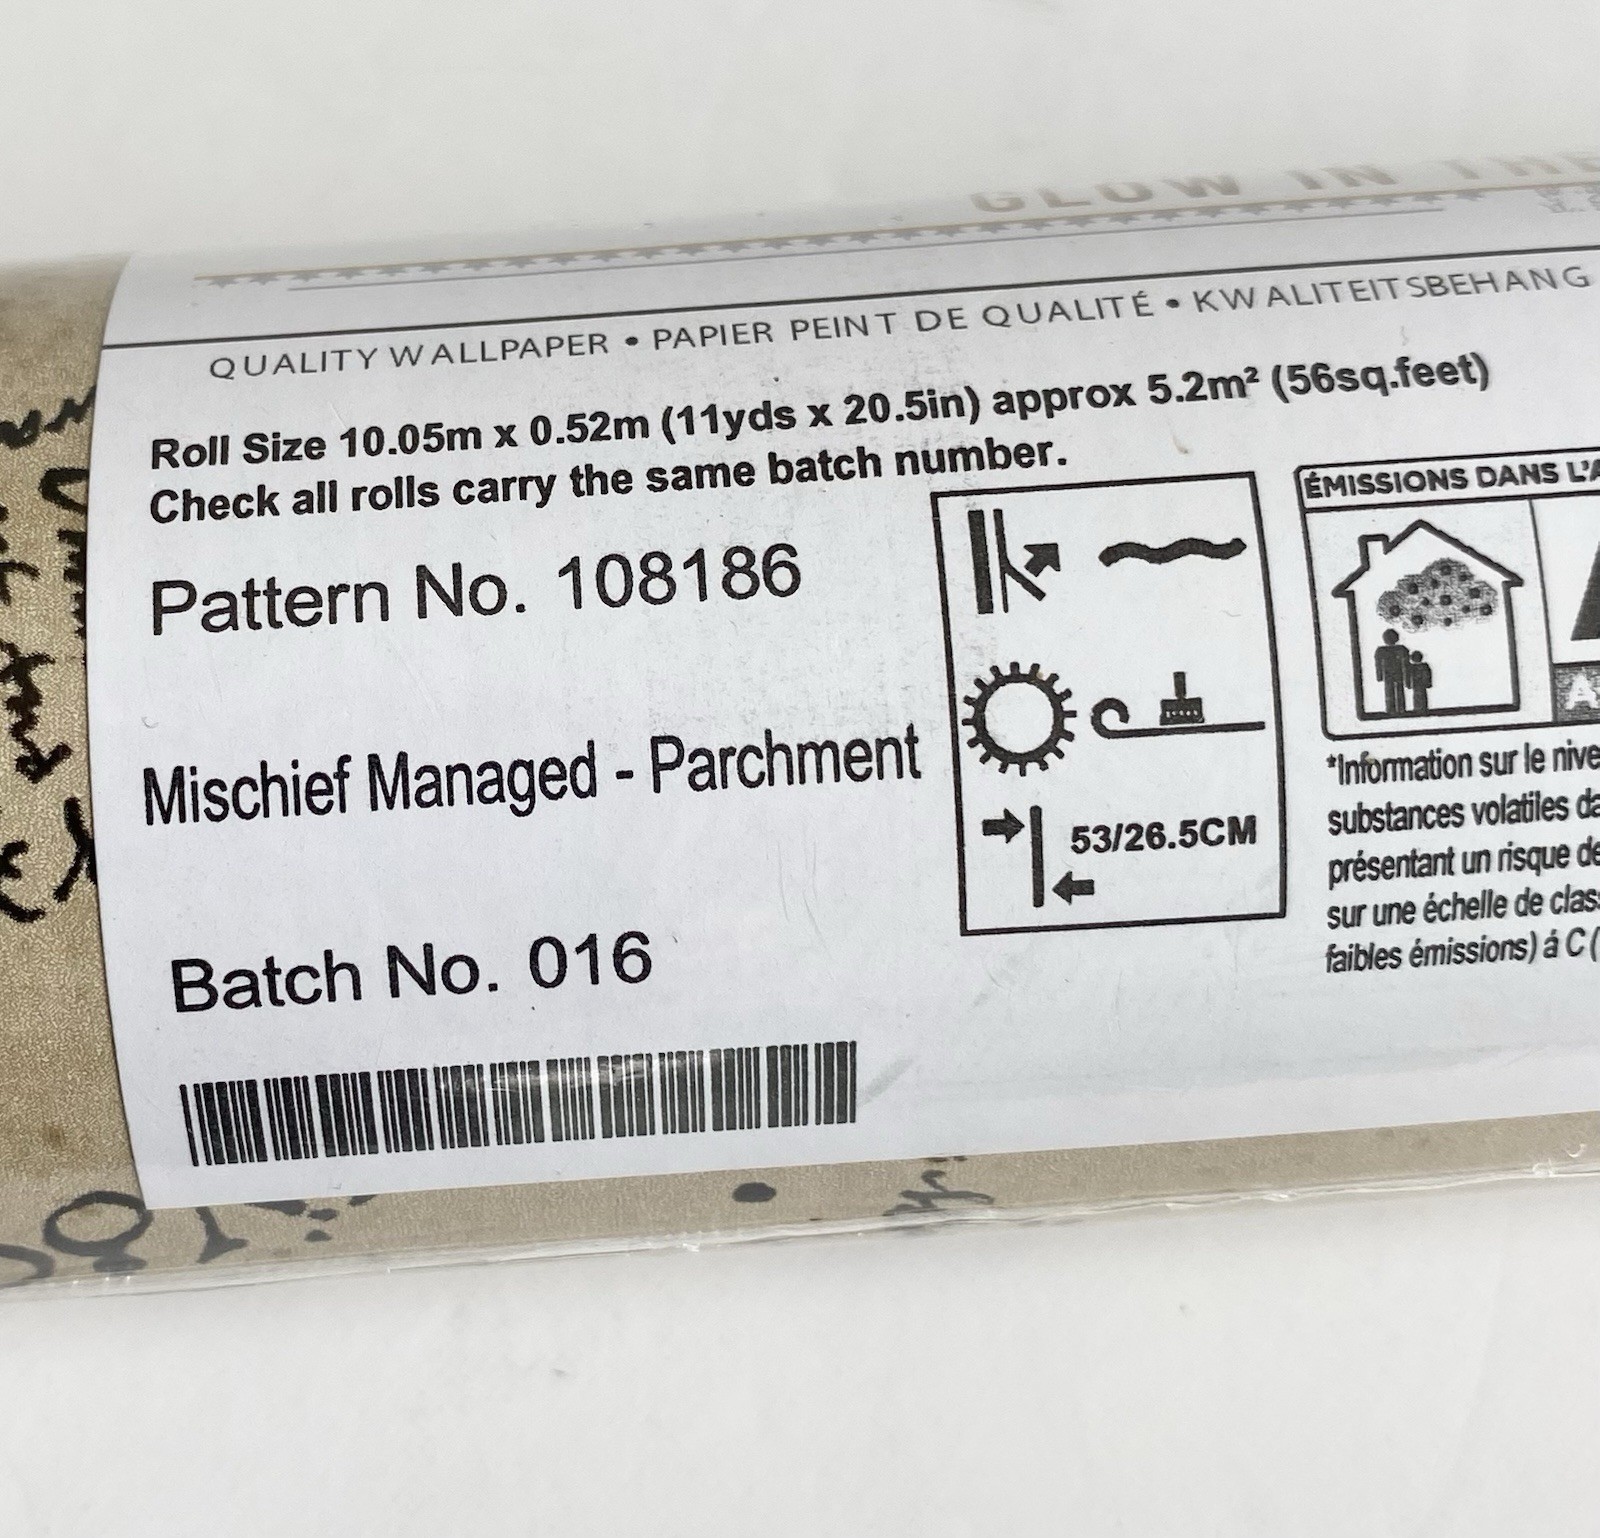 GLOW IN THE
QUALITY WALLPAPER • PAPIER PEINT DE QUALITÉ • KWALITEITSBEHANG
Roll Size 10.05m x 0.52m (11yds x 20.5in) approx 5.2m² (56sq.feet)
Check all rolls carry the same batch number.
Pattern No. 108186
Mischief Managed - Parchment
Batch No. 016
53/26.5CM
ÉMISSIONS DANS L'A
*Information sur le nive
substances volatiles da
présentant un risque de
sur une échelle de clas
faibles émissions) á C (